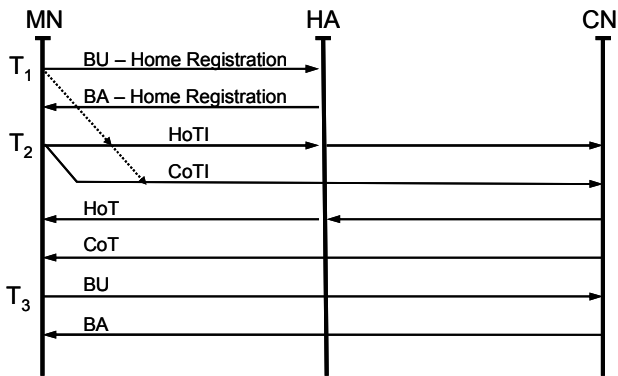 MN HA CN
T1 BU – Home Registration
BA – Home Registration
T2 HoTI
CoTI
HoT
CoT
T3 BU
BA